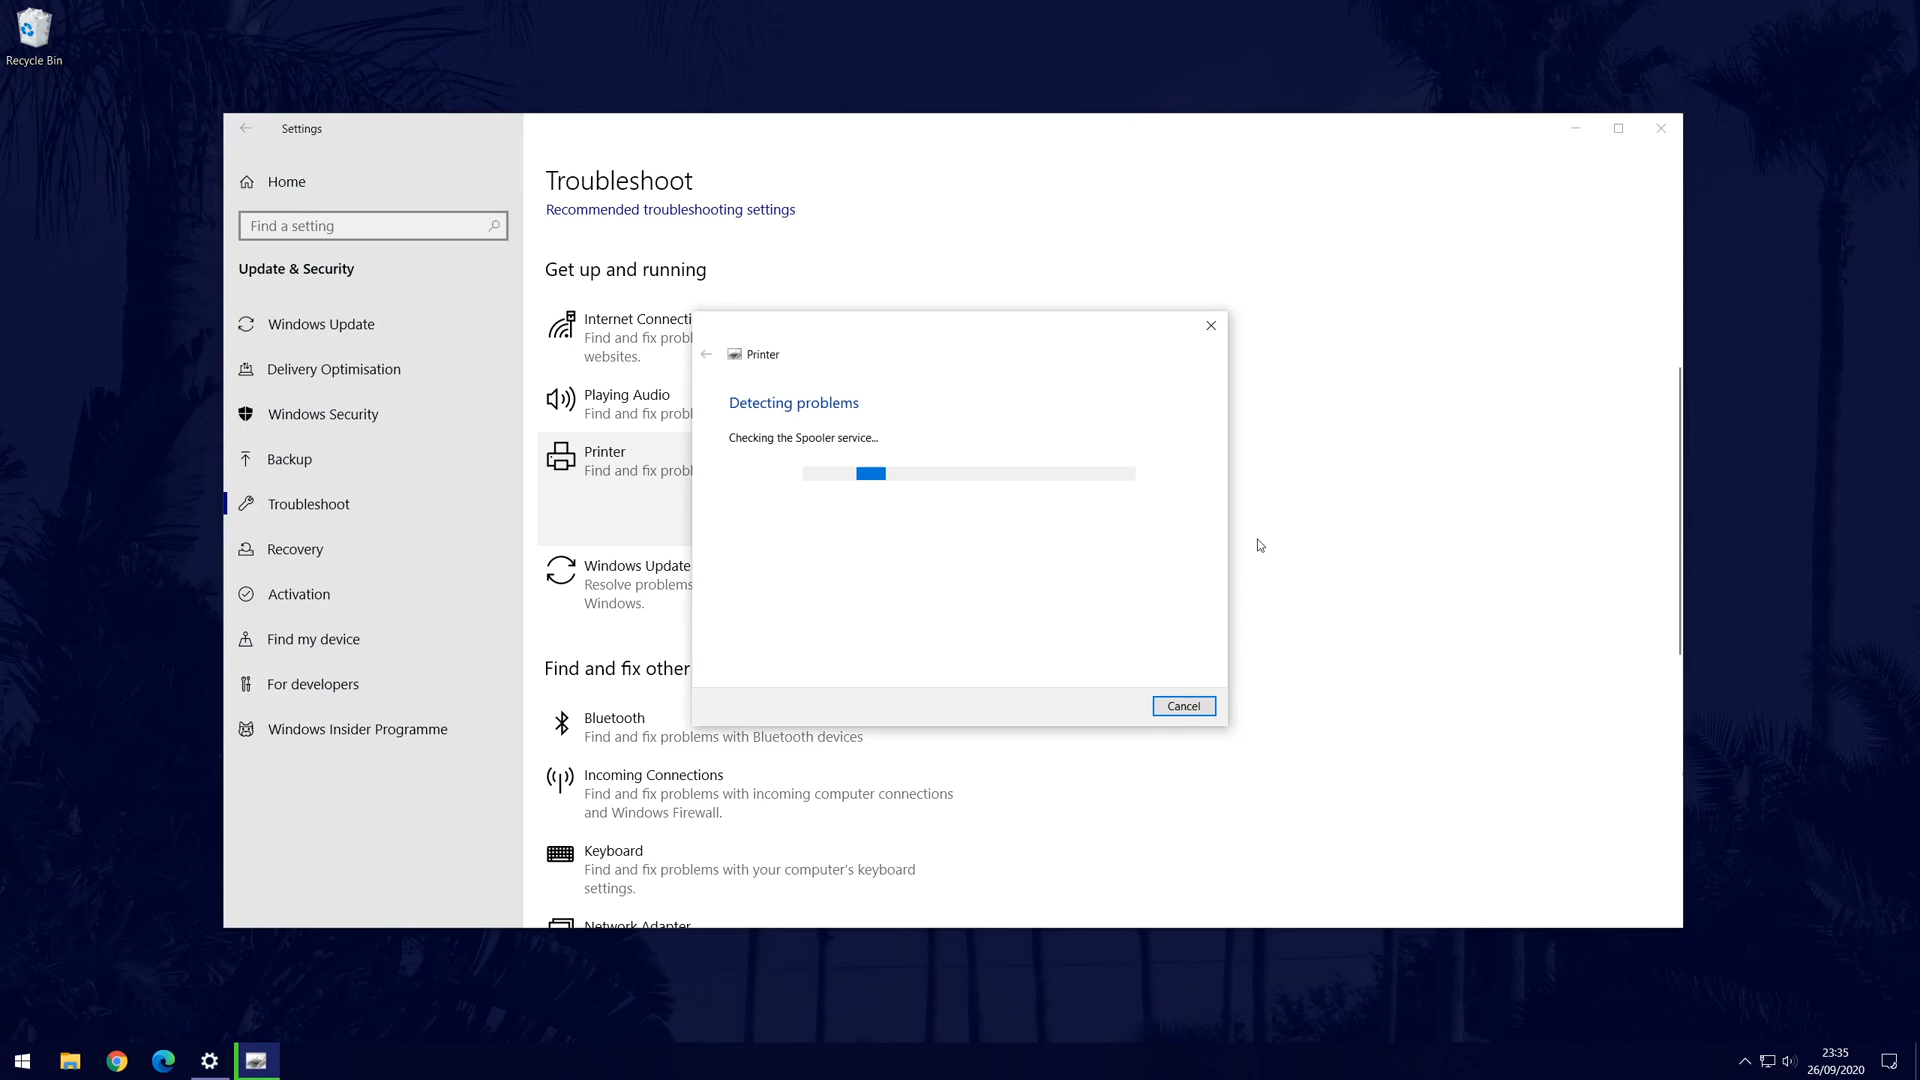 Recycle Bin
Settings
Home
Find a setting
Update & Security
Windows Update
Delivery Optimisation
Windows Security
Backup
Troubleshoot
Recovery
Activation
Find my device
For developers
Windows Insider Programme
Troubleshoot
Recommended troubleshooting settings
Get up and running
Internet Connecti
Find and fix probl
websites.
Playing Audio
Find and fix probl
Printer
Find and fix probl
Windows Update
Resolve problems
Windows.
Find and fix other
Bluetooth
Find and fix problems with Bluetooth devices
Incoming Connections
Find and fix problems with incoming computer connections
and Windows Firewall.
Keyboard
Find and fix problems with your computer's keyboard
settings.
Network Adapter
Printer
Detecting problems
Checking the Spooler service...
Cancel
23:35
26/09/2020